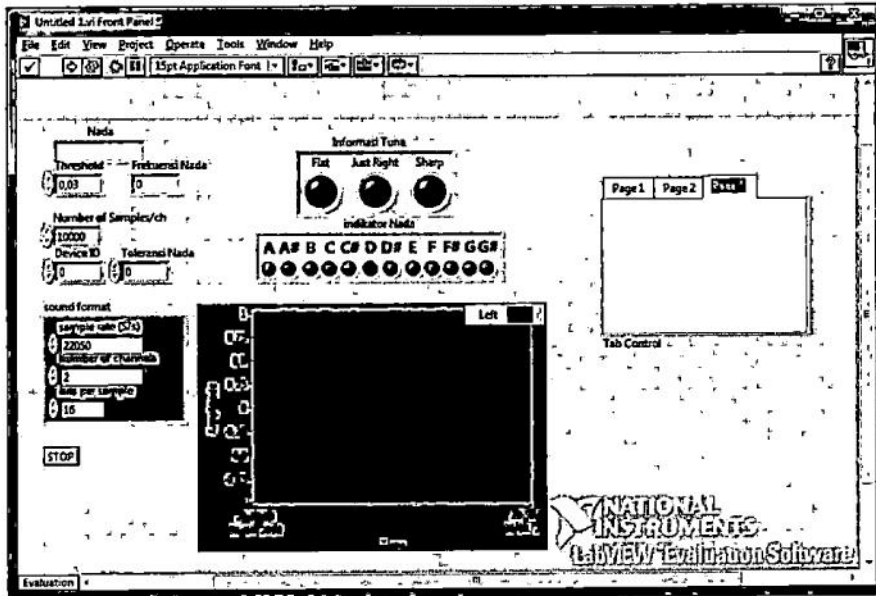 Untitled 1.vi Front Panel
File Edit View Project Operate Tools Window Help
15pt Application Font
Nada
Threshold
0,03
Frekuensi Nada
0
Number of Samples/ch
10000
Device ID
0
Toleransi Nada
0
sound format
sample rate (S/s)
22050
number of channels
2
bits per sample
16
STOP
Informasi Tuna
Flat Just Right Sharp
Indikator Nada
A A# B C C# D D# E F F# G G#
Left
1
0
Page 1 Page 2
Tab Control
NATIONAL
INSTRUMENTS
LabVIEW Evaluation Software
Evaluation